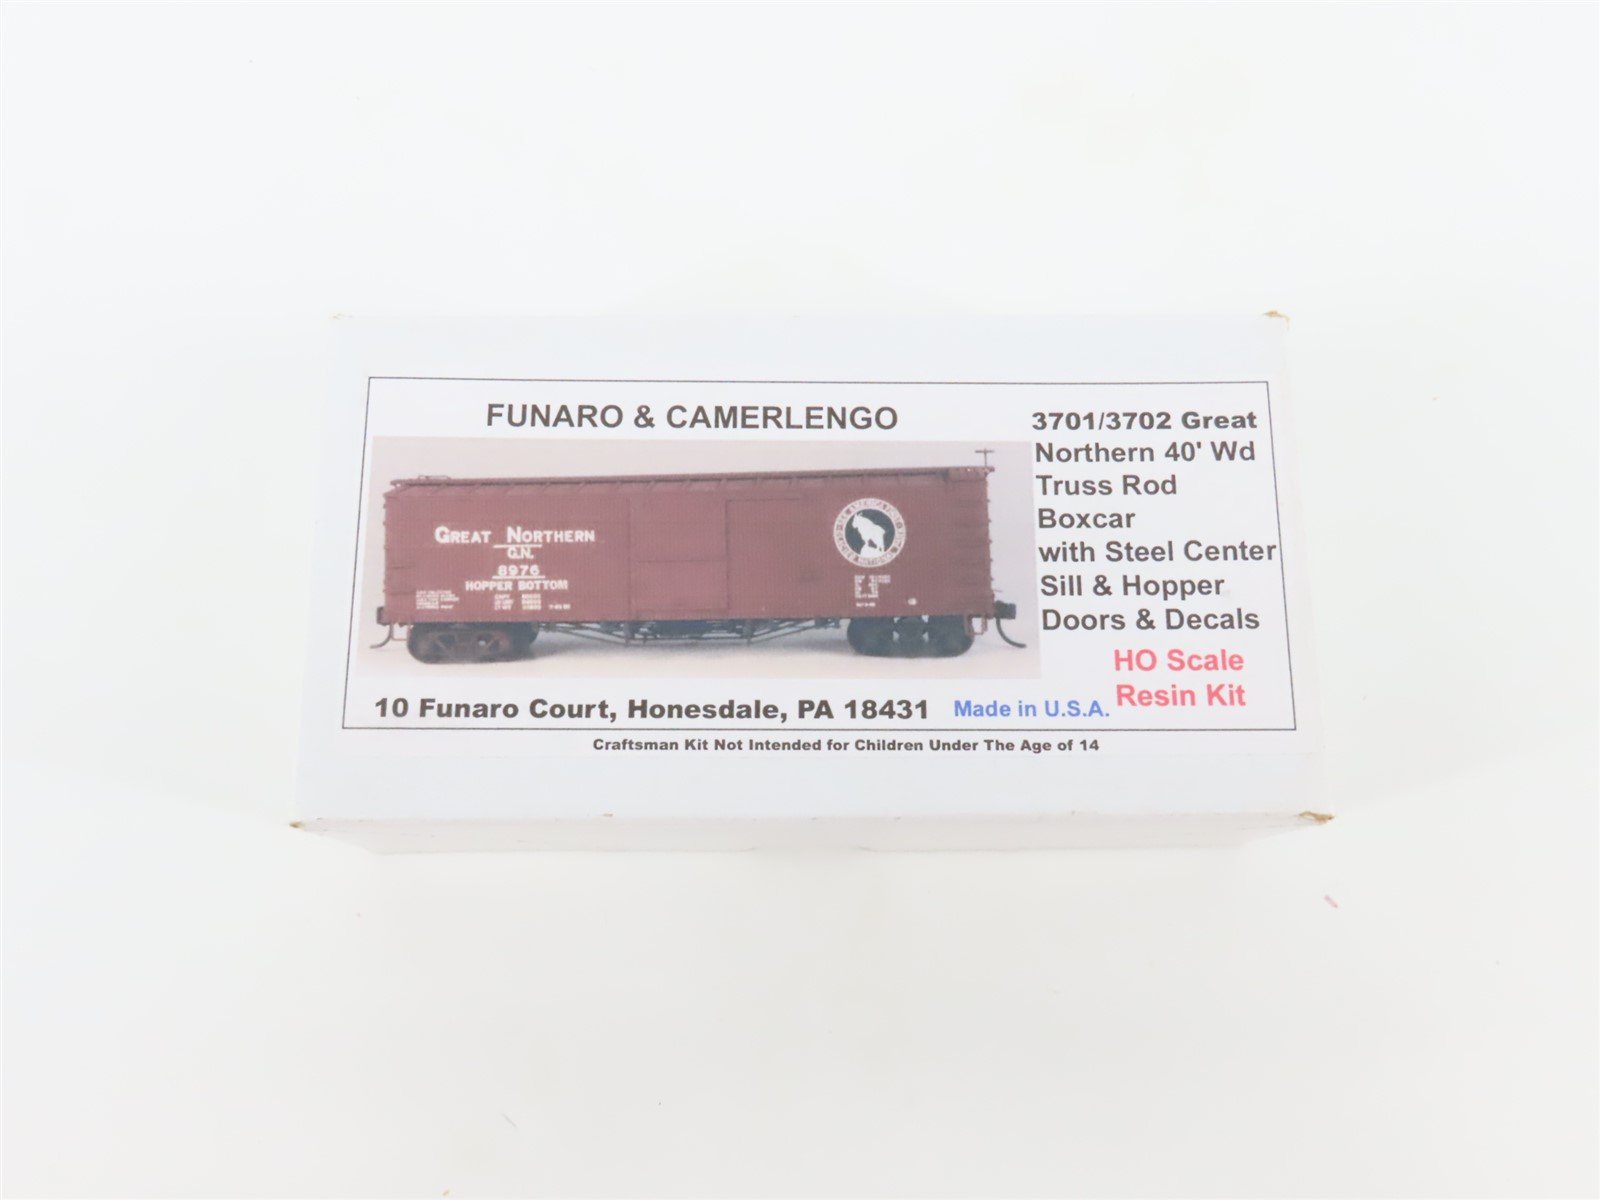 FUNARO & CAMERLENGO
3701/3702 Great
Northern 40' Wd
Truss Rod
Boxcar
with Steel Center
Sill & Hopper
Doors & Decals
HO Scale
Resin Kit
GREAT NORTHERN
G.N.
8976
HOPPER BOTTOM
10 Funaro Court, Honesdale, PA 18431
Made in U.S.A.
Craftsman Kit Not Intended for Children Under The Age of 14